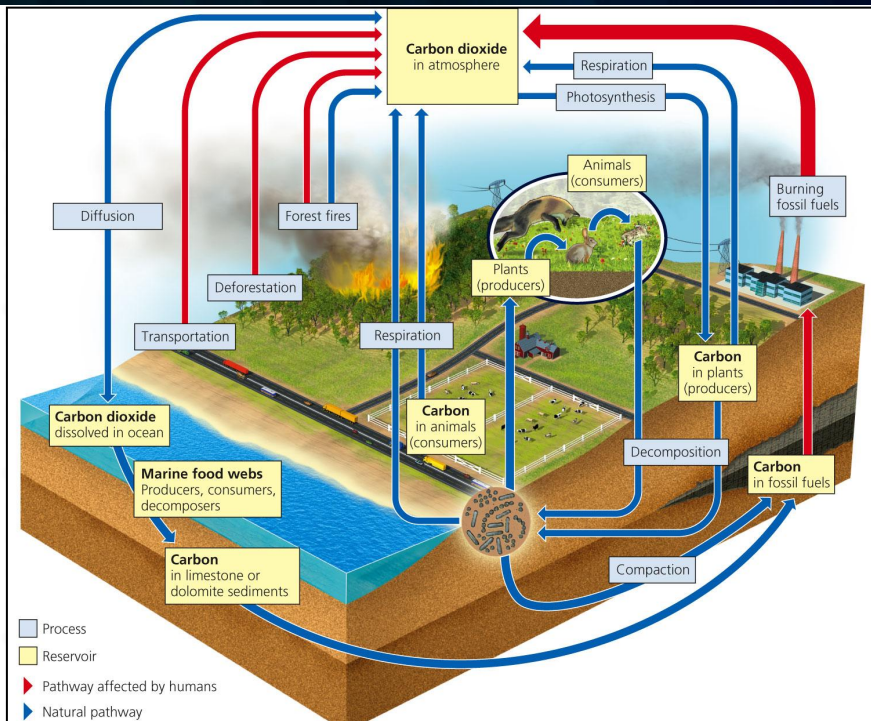 Carbon dioxide
in atmosphere
Respiration
Photosynthesis
Animals
(consumers)
Burning
fossil fuels
Diffusion
Forest fires
Plants
(producers)
Deforestation
Transportation
Respiration
Carbon
in plants
(producers)
Carbon dioxide
dissolved in ocean
Carbon
in animals
(consumers)
Decomposition
Marine food webs
Producers, consumers,
decomposers
Carbon
in fossil fuels
Carbon
in limestone or
dolomite sediments
Compaction
Process
Reservoir
Pathway affected by humans
Natural pathway